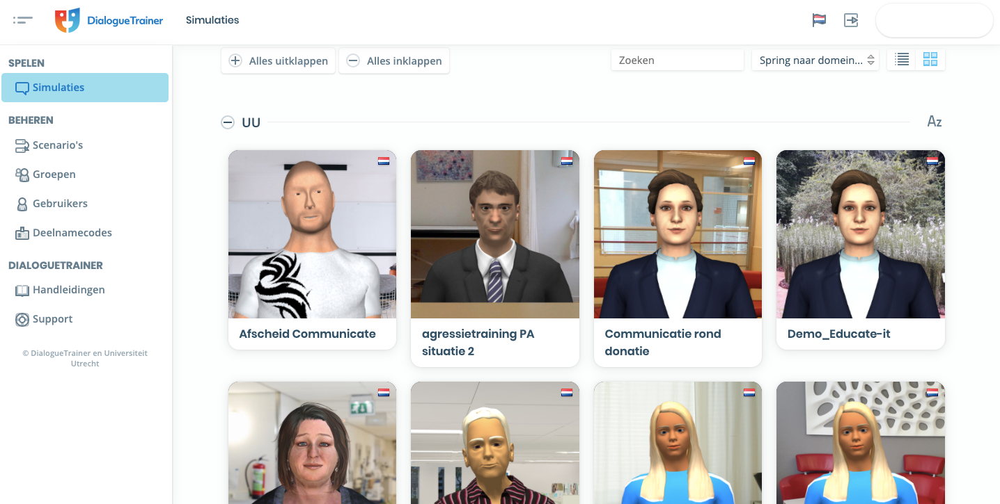 DialogueTrainer
Simulaties
SPELEN
Simulaties
BEHEREN
Scenario's
Groepen
Gebruikers
Deelnamecodes
DIALOGUETRAINER
Handleidingen
Support
© DialogueTrainer en Universiteit
Utrecht
Alles uitklappen
Alles inklappen
Zoeken
Spring naar domein...
UU
Az
Afscheid Communicate
agressietraining PA
situatie 2
Communicatie rond
donatie
Demo_Educate-it